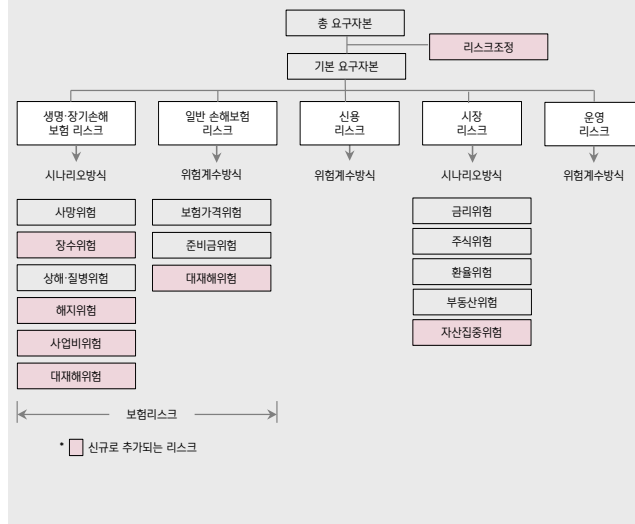 총 요구자본
리스크조정
기본 요구자본
생명·장기손해
보험 리스크
일반 손해보험
리스크
신용
리스크
시장
리스크
운영
리스크
시나리오방식
위험계수방식
위험계수방식
시나리오방식
위험계수방식
사망위험
장수위험
상해·질병위험
해지위험
사업비위험
대재해위험
보험가격위험
준비금위험
대재해위험
금리위험
주식위험
환율위험
부동산위험
자산집중위험
보험리스크
* 신규로 추가되는 리스크